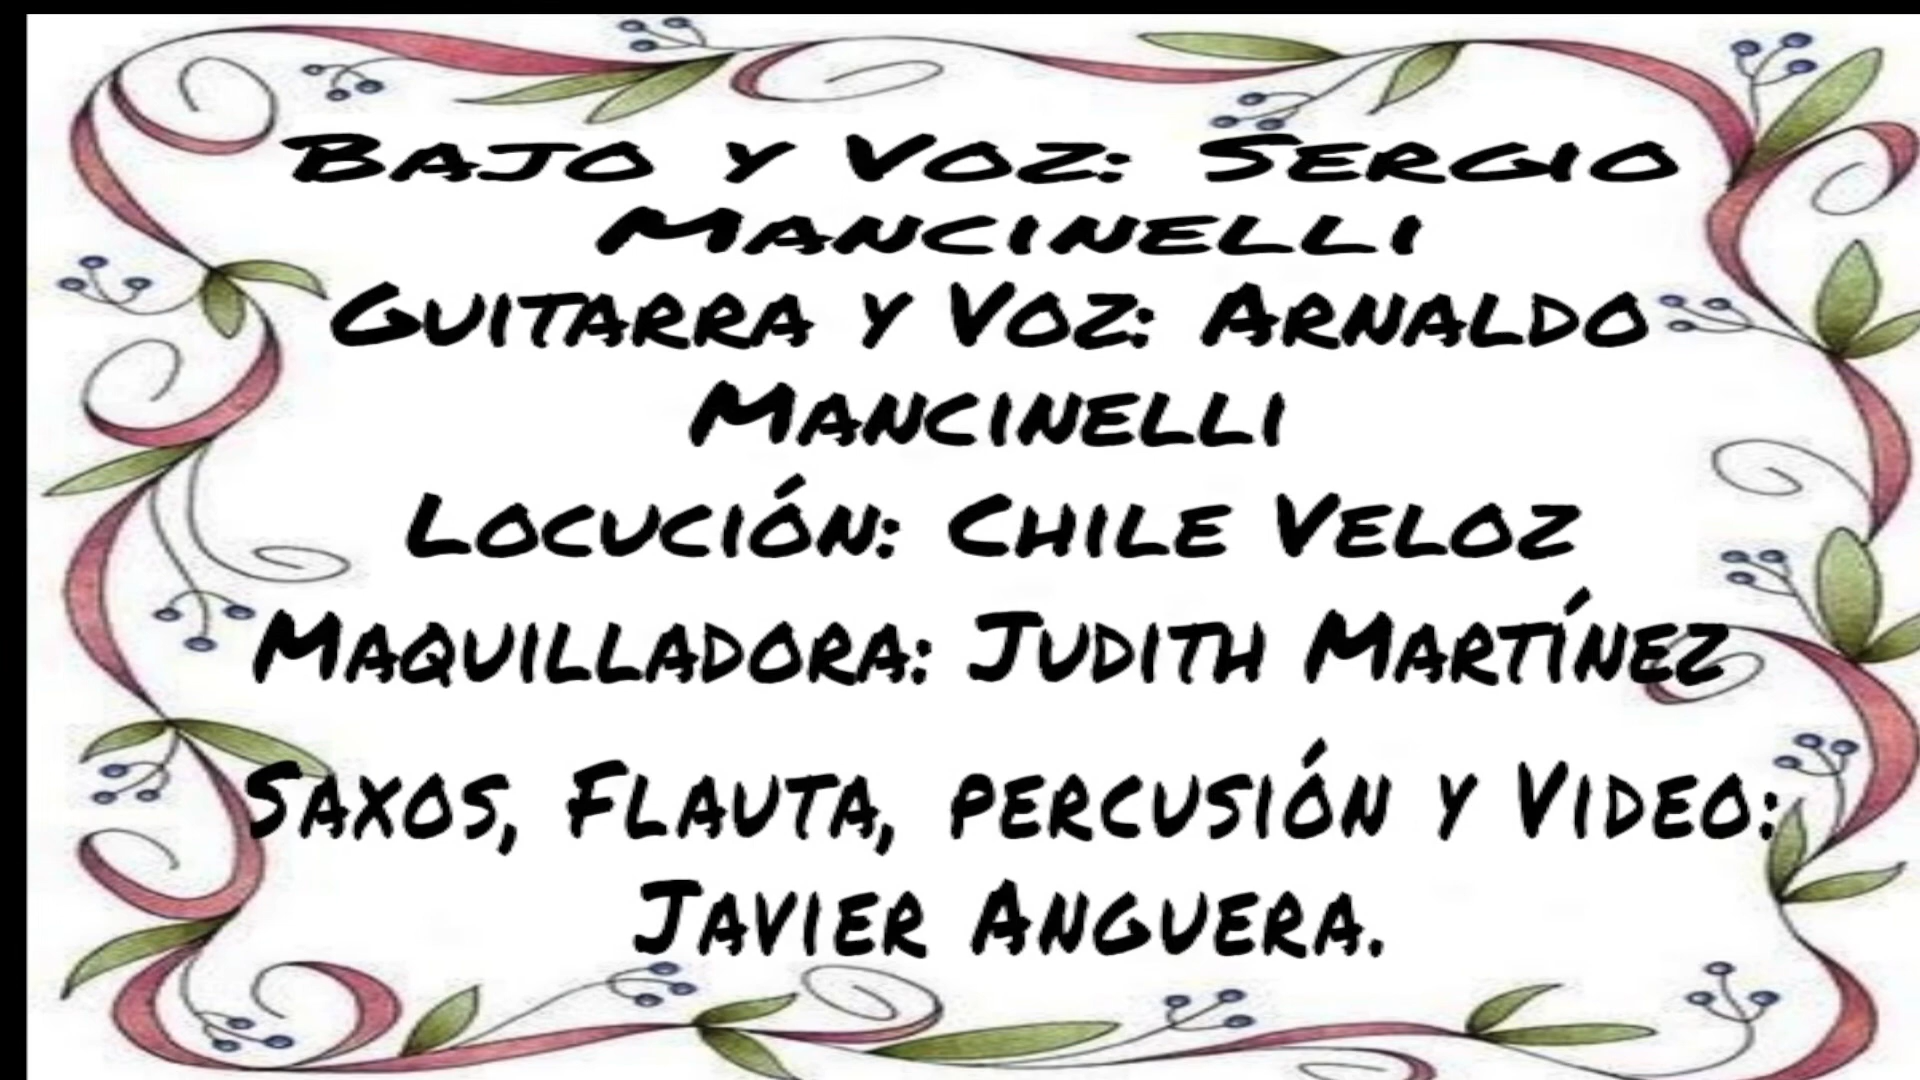 Bajo y Voz: Sergio
Mancinelli
Guitarra y Voz: Arnaldo
Mancinelli
Locución: Chile Veloz
Maquilladora: Judith Martínez
Saxos, Flauta, percusión y Video:
Javier Anguera.